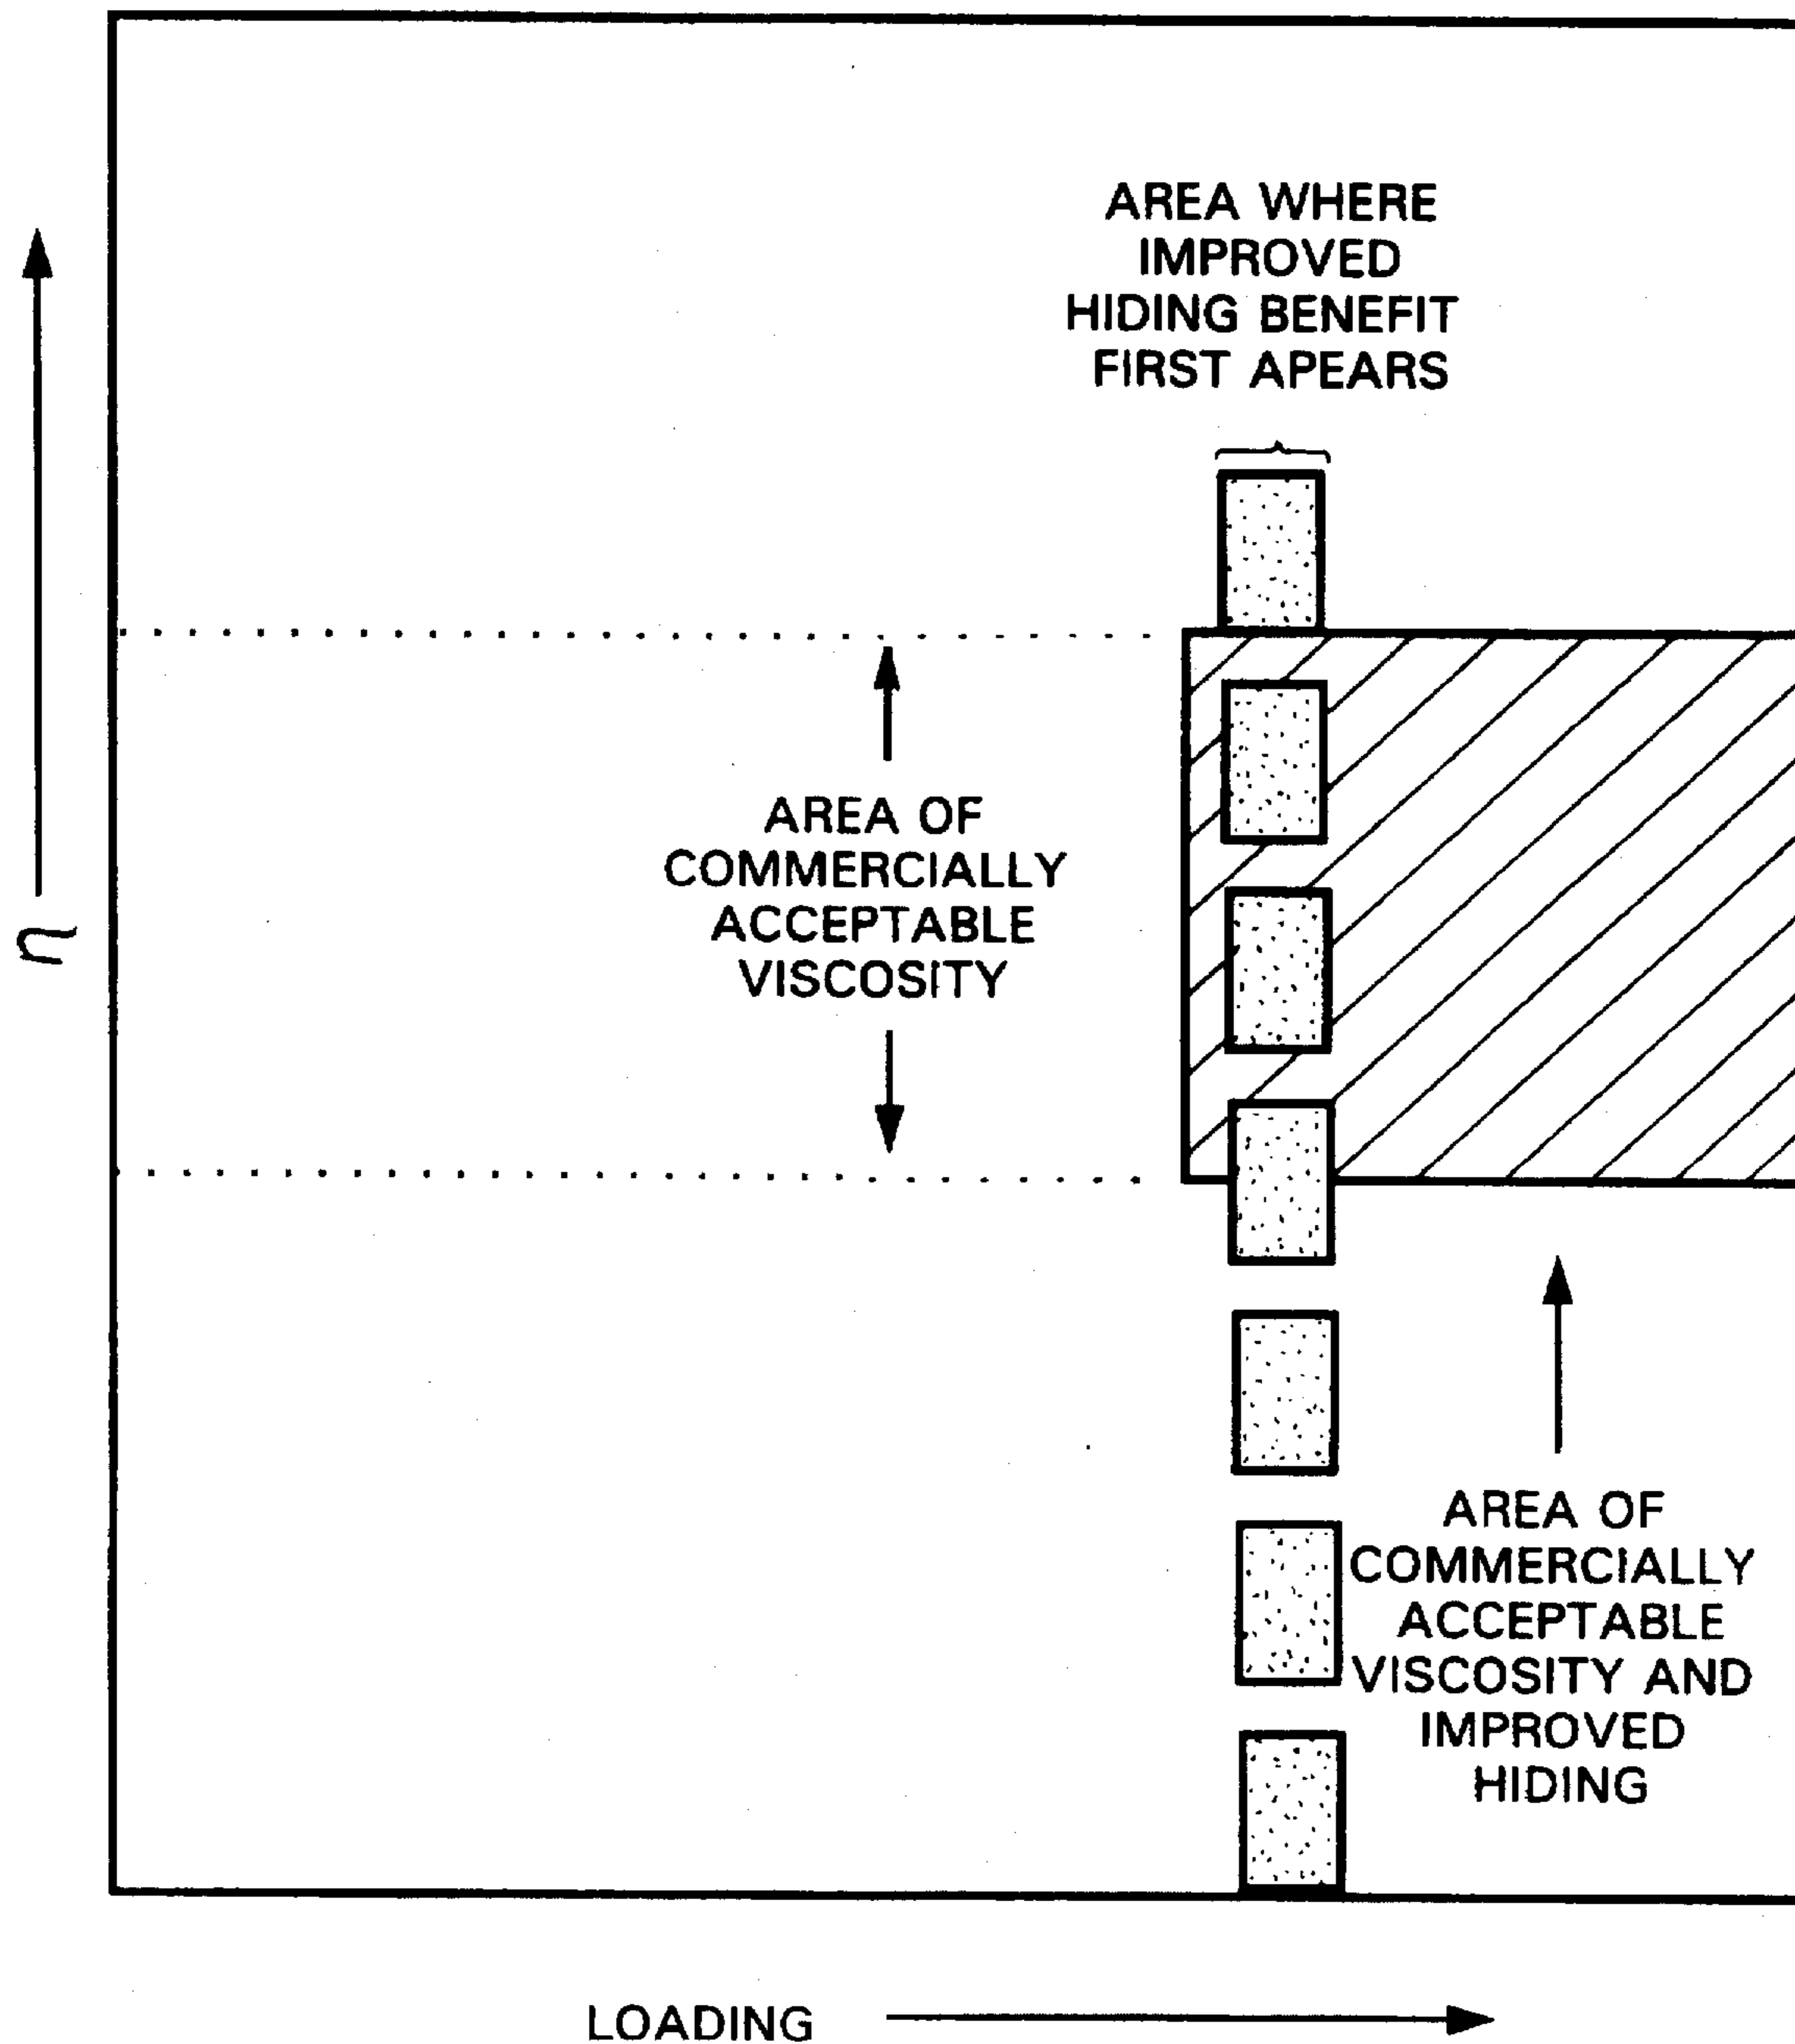 AREA WHERE
IMPROVED
HIDING BENEFIT
FIRST APEARS
AREA OF
COMMERCIALLY
ACCEPTABLE
VISCOSITY
η
AREA OF
COMMERCIALLY
ACCEPTABLE
VISCOSITY AND
IMPROVED
HIDING
LOADING